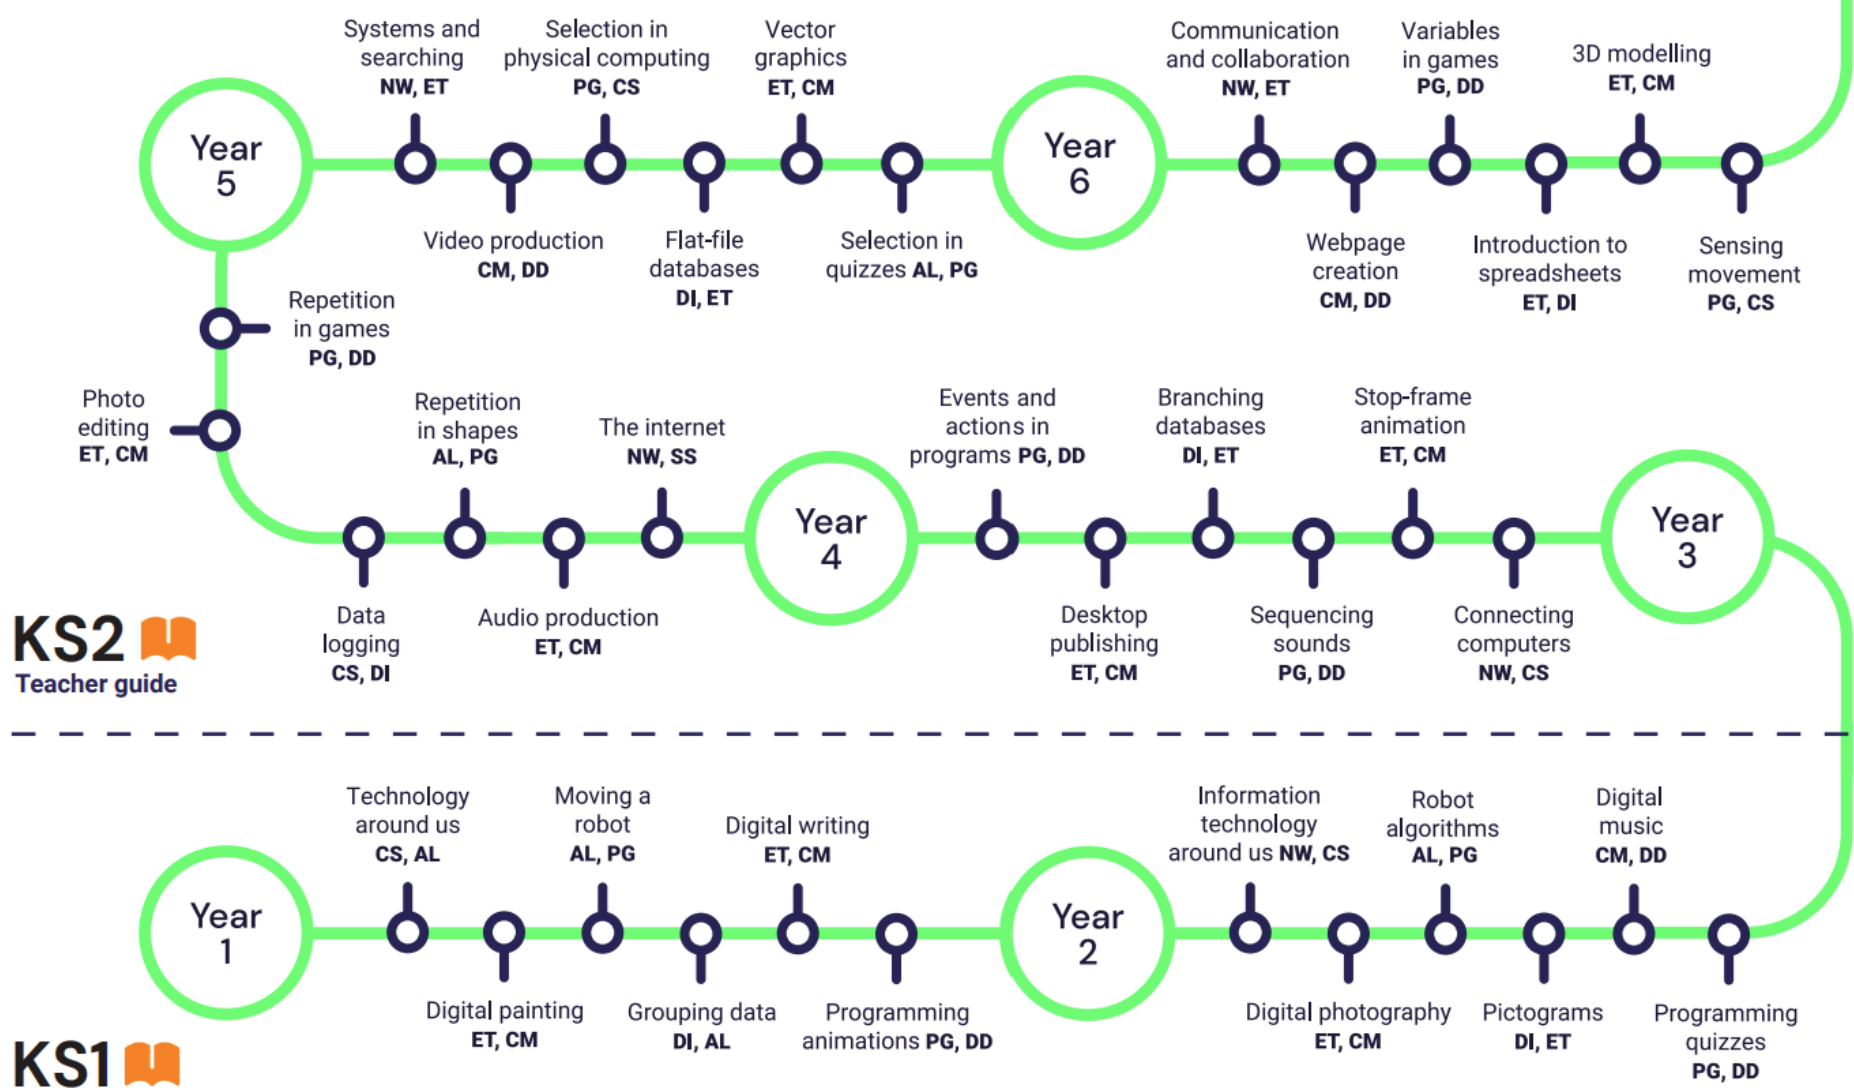 Systems and
searching
NW, ET
Selection in
physical computing
PG, CS
Vector
graphics
ET, CM
Communication
and collaboration
NW, ET
Variables
in games
PG, DD
3D modelling
ET, CM
Year
5
Year
6
Video production
CM, DD
Flat-file
databases
DI, ET
Selection in
quizzes AL, PG
Webpage
creation
CM, DD
Introduction to
spreadsheets
ET, DI
Sensing
movement
PG, CS
Repetition
in games
PG, DD
Photo
editing
ET, CM
Repetition
in shapes
AL, PG
The internet
NW, SS
Events and
actions in
programs PG, DD
Branching
databases
DI, ET
Stop-frame
animation
ET, CM
Year
4
Year
3
Data
logging
CS, DI
Audio production
ET, CM
Desktop
publishing
ET, CM
Sequencing
sounds
PG, DD
Connecting
computers
NW, CS
KS2
Teacher guide
Technology
around us
CS, AL
Moving a
robot
AL, PG
Digital writing
ET, CM
Information
technology
around us NW, CS
Robot
algorithms
AL, PG
Digital
music
CM, DD
Year
1
Year
2
Digital painting
ET, CM
Grouping data
DI, AL
Programming
animations PG, DD
Digital photography
ET, CM
Pictograms
DI, ET
Programming
quizzes
PG, DD
KS1